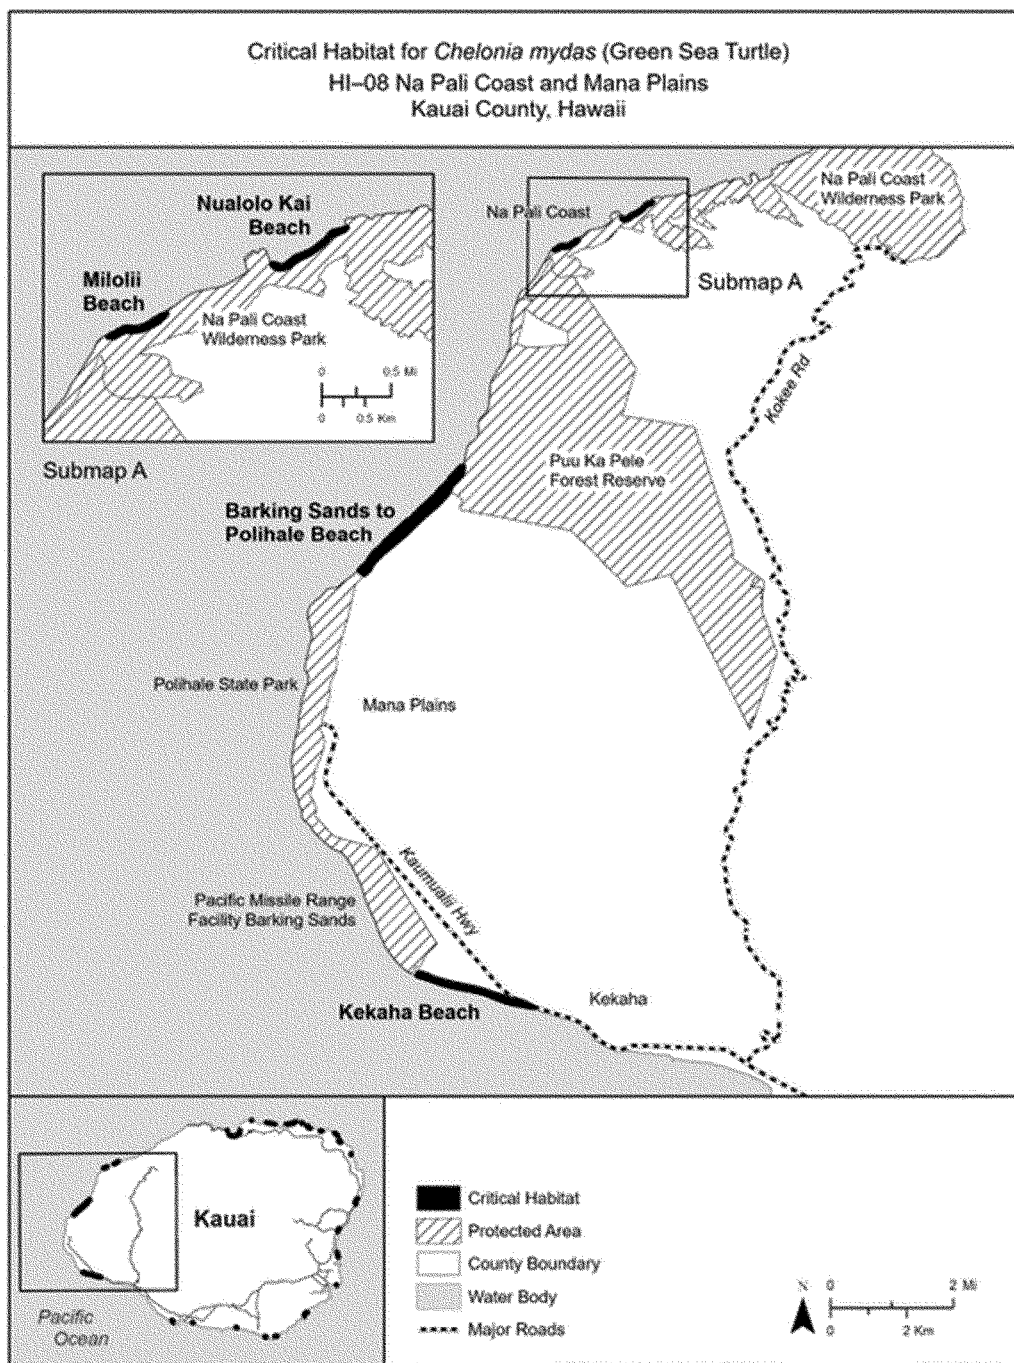 Critical Habitat for Chelonia mydas (Green Sea Turtle)
HI–08 Na Pali Coast and Mana Plains
Kauai County, Hawaii
Nualolo Kai
Beach
Milolii
Beach
Na Pali Coast
Wilderness Park
0 0.5 Mi
0 0.5 Km
Submap A
Na Pali Coast
Na Pali Coast
Wilderness Park
Submap A
Kokee Rd
Puu Ka Pele
Forest Reserve
Barking Sands to
Polihale Beach
Polihale State Park
Mana Plains
Kaumualii Hwy
Pacific Missile Range
Facility Barking Sands
Kekaha Beach
Kekaha
Kauai
Pacific
Ocean
Critical Habitat
Protected Area
County Boundary
Water Body
Major Roads
N
0 2 Mi
0 2 Km